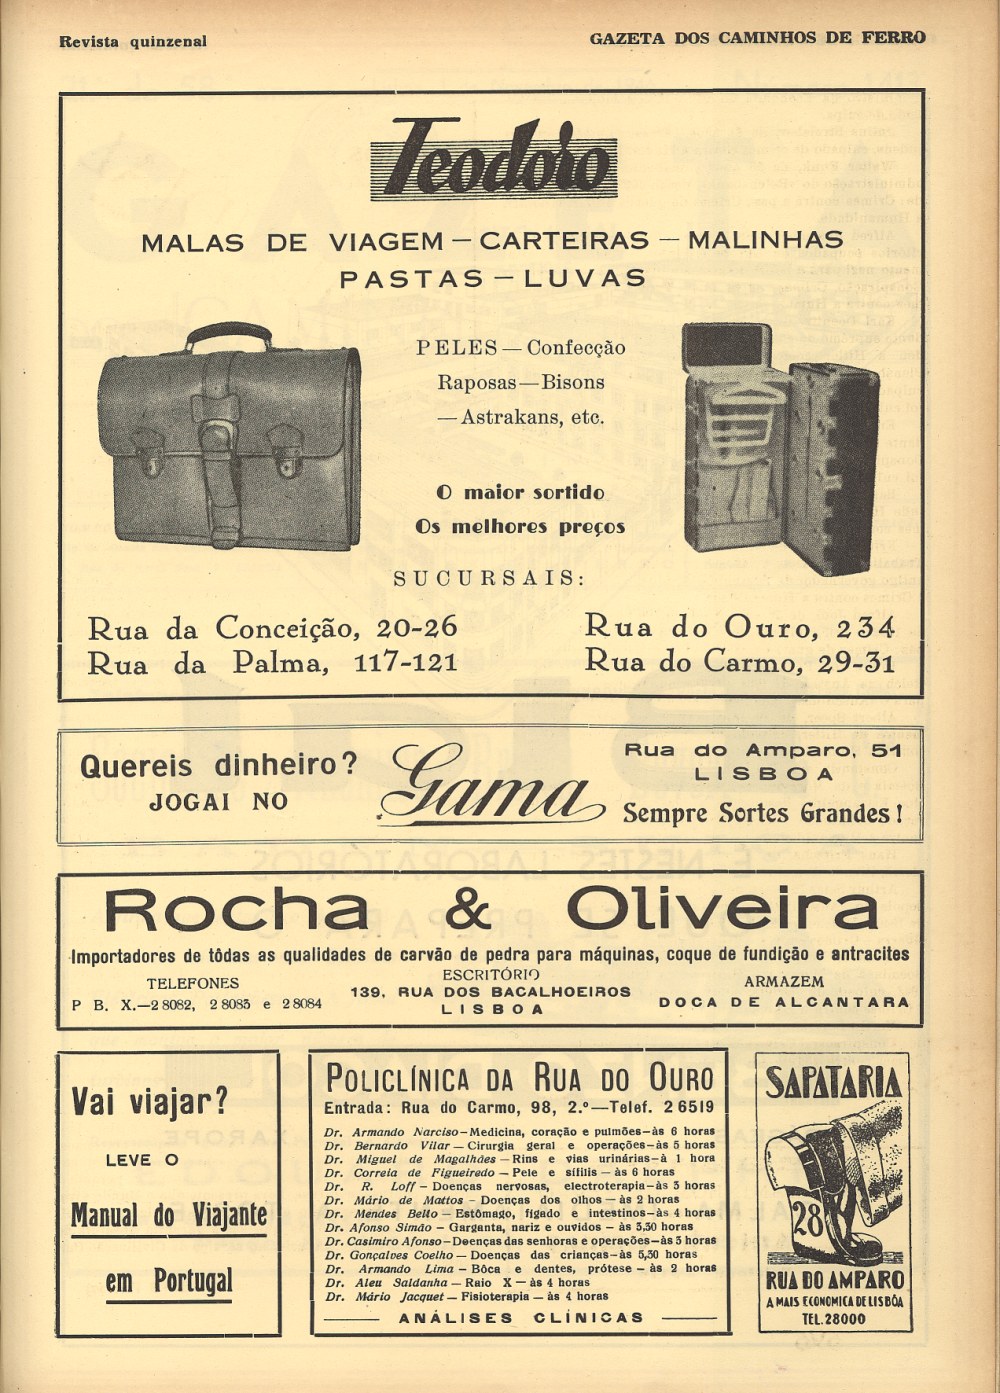 Revista quinzenal
GAZETA DOS CAMINHOS DE FERRO
Teodoro
MALAS DE VIAGEM — CARTEIRAS — MALINHAS
PASTAS — LUVAS
PELES — Confecção
Raposas — Bisons
— Astrakans, etc.
O maior sortido
Os melhores preços
SUCURSAIS:
Rua da Conceição, 20-26
Rua da Palma, 117-121
Rua do Ouro, 234
Rua do Carmo, 29-31
Quereis dinheiro?
JOGAI NO
Gama
Rua do Amparo, 51
LISBOA
Sempre Sortes Grandes!
Rocha & Oliveira
Importadores de tôdas as qualidades de carvão de pedra para máquinas, coque de fundição e antracites
TELEFONES
P B. X.—2 8082, 2 8083 e 2 8084
ESCRITÓRIO
139, RUA DOS BACALHOEIROS
LISBOA
ARMAZEM
DOCA DE ALCANTARA
Vai viajar?
LEVE O
Manual do Viajante
em Portugal
POLICLÍNICA DA RUA DO OURO
Entrada: Rua do Carmo, 98, 2.º—Telef. 2 6519
Dr. Armando Narciso—Medicina, coração e pulmões—às 6 horas
Dr. Bernardo Vilar—Cirurgia geral e operações—às 5 horas
Dr. Miguel de Magalhães—Rins e vias urinárias—à 1 hora
Dr. Correia de Figueiredo—Pele e sífilis—às 6 horas
Dr. R. Loff—Doenças nervosas, electroterapia—às 3 horas
Dr. Mário de Mattos—Doenças dos olhos—às 2 horas
Dr. Mendes Bello—Estômago, fígado e intestinos—às 4 horas
Dr. Afonso Simão—Garganta, nariz e ouvidos—às 3,30 horas
Dr. Casimiro Afonso—Doenças das senhoras e operações—às 3 horas
Dr. Gonçalves Coelho—Doenças das crianças—às 5,30 horas
Dr. Armando Lima—Bôca e dentes, prótese—às 2 horas
Dr. Aleu Saldanha—Raio X—às 4 horas
Dr. Mário Jacquet—Fisioterapia—às 4 horas
ANÁLISES CLÍNICAS
SAPATARIA
28
RUA DO AMPARO
A MAIS ECONOMICA DE LISBÔA
TEL. 28000